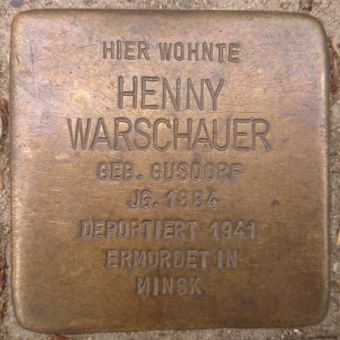 HIER WOHNTE
HENNY
WARSCHAUER
GEB. GUSDORF
JG. 1884
DEPORTIERT 1941
ERMORDET IN
MINSK